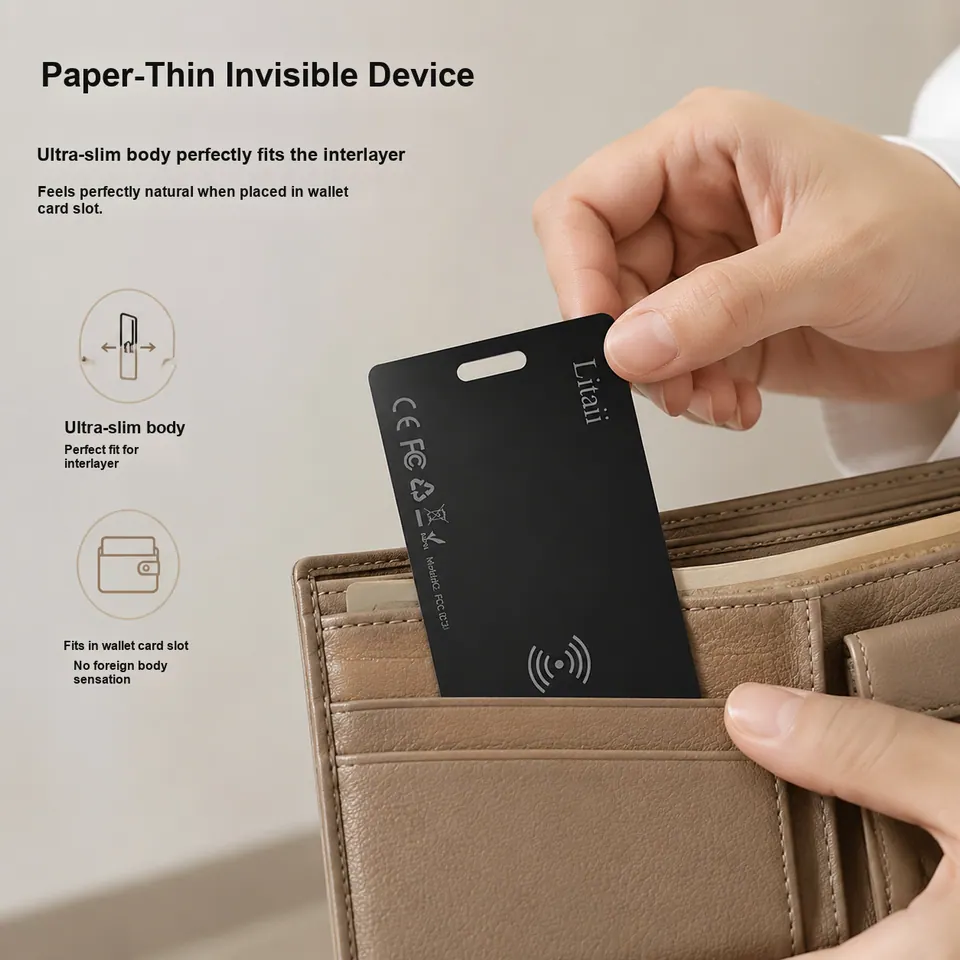 Paper-Thin Invisible Device
Ultra-slim body perfectly fits the interlayer
Feels perfectly natural when placed in wallet
card slot.
Ultra-slim body
Perfect fit for
interlayer
Fits in wallet card slot
No foreign body
sensation
Litaii
CE FC